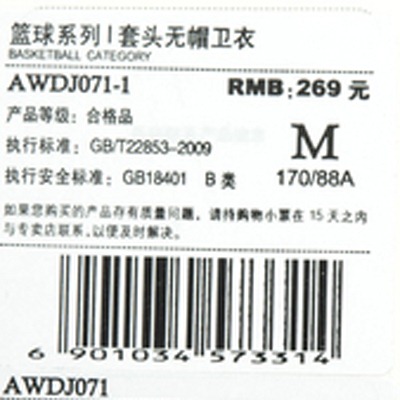 篮球系列 | 套头无帽卫衣
BASKETBALL CATEGORY
AWDJ071-1 RMB:269 元
产品等级: 合格品
执行标准: GB/T22853-2009
M
执行安全标准: GB18401 B 类
170/88A
如果您购买的产品存有质量问题, 请持购物小票在 15 天之内
与专卖店联系, 以便及时解决。
6 901034 573314
AWDJ071